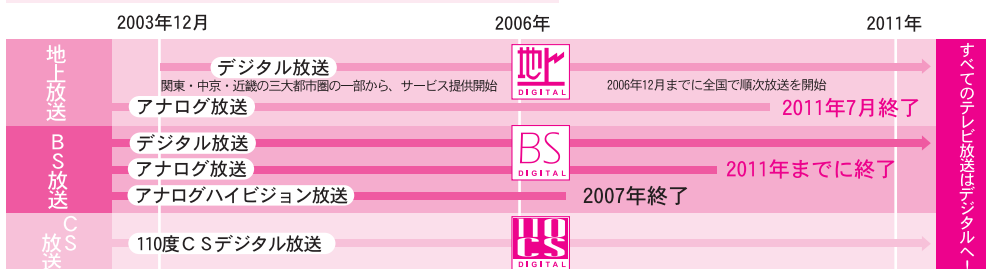 2003年12月
2006年
2011年
地上放送
デジタル放送
関東・中京・近畿の三大都市圏の一部から、サービス提供開始
地上
DIGITAL
2006年12月までに全国で順次放送を開始
アナログ放送
2011年7月終了
BS放送
デジタル放送
BS
DIGITAL
アナログ放送
2011年までに終了
アナログハイビジョン放送
2007年終了
CS放送
110度CSデジタル放送
110
CS
DIGITAL
すべてのテレビ放送はデジタルへ!